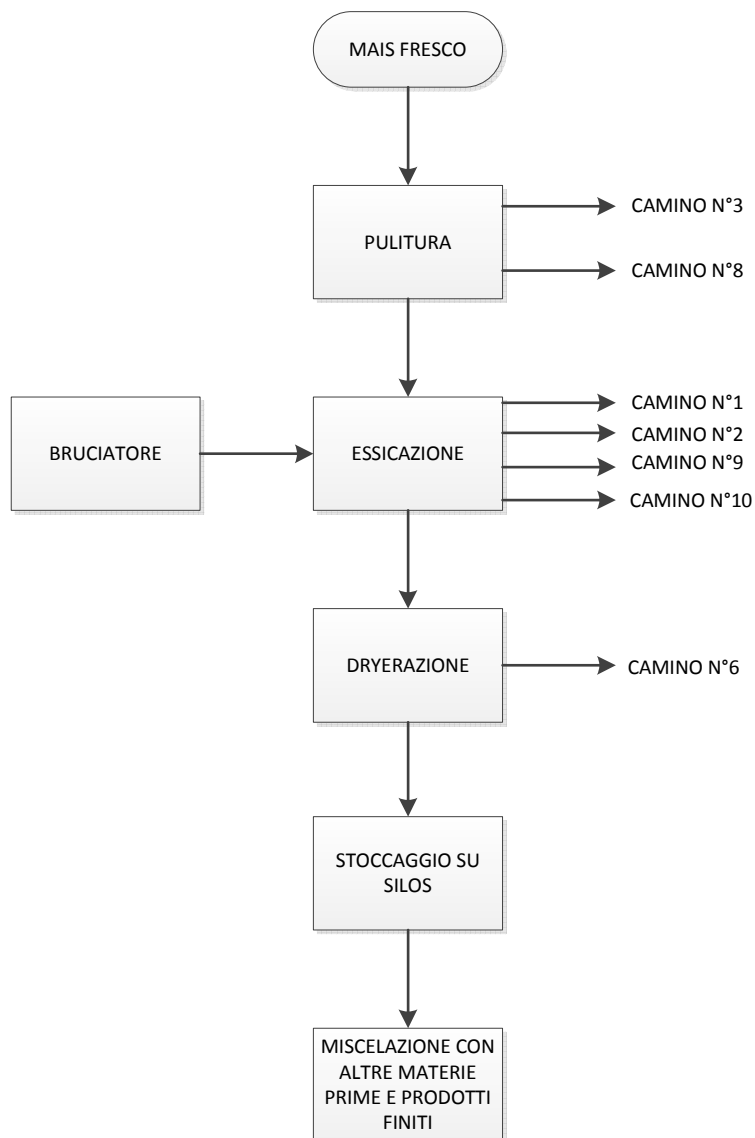 MAIS FRESCO
PULITURA
CAMINO N°3
CAMINO N°8
BRUCIATORE
ESSICAZIONE
CAMINO N°1
CAMINO N°2
CAMINO N°9
CAMINO N°10
DRYERAZIONE
CAMINO N°6
STOCCAGGIO SU
SILOS
MISCELAZIONE CON
ALTRE MATERIE
PRIME E PRODOTTI
FINITI